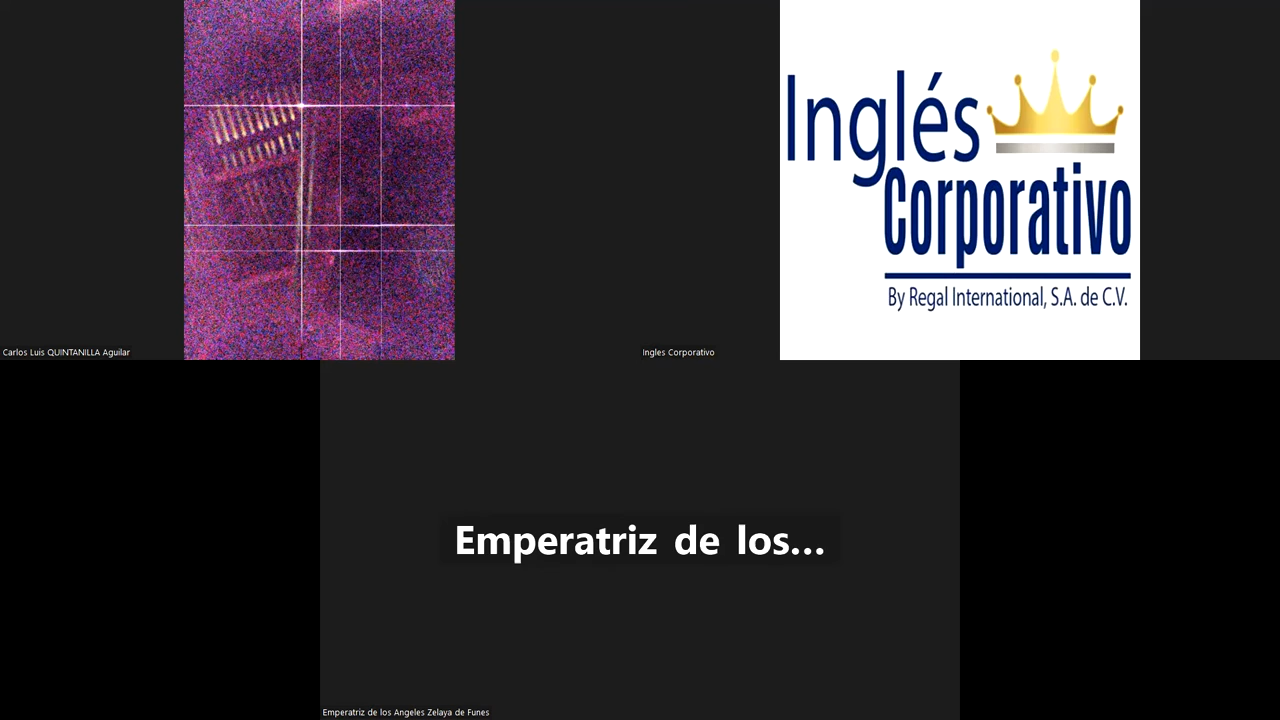 Inglés
Corporativo
By Regal International, S.A. de C.V.
Carlos Luis QUINTANILLA Aguilar
Ingles Corporativo
Emperatriz de los...
Emperatriz de los Angeles Zelaya de Funes